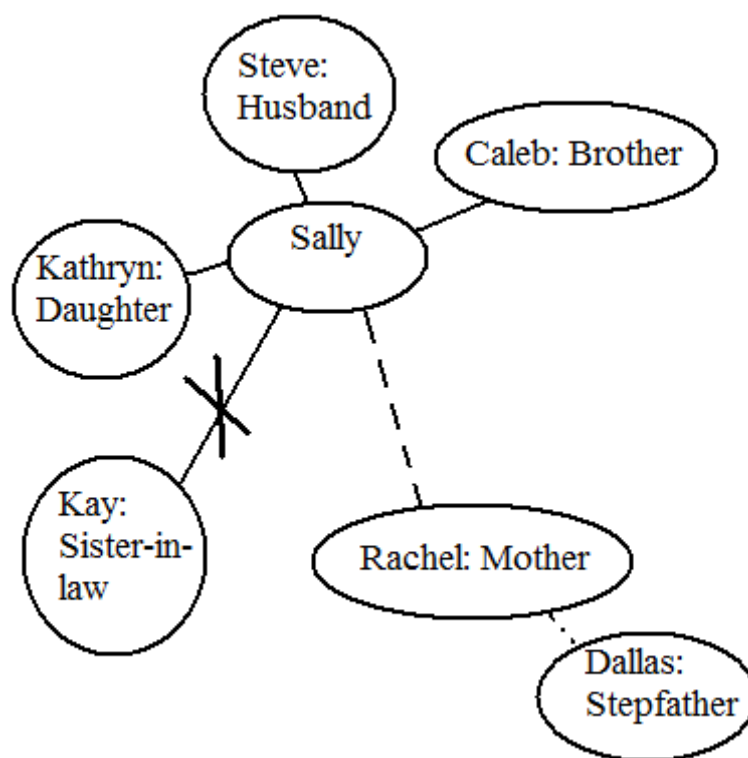 Steve:
Husband
Caleb: Brother
Sally
Kathryn:
Daughter
Kay:
Sister-in-
law
Rachel: Mother
Dallas:
Stepfather